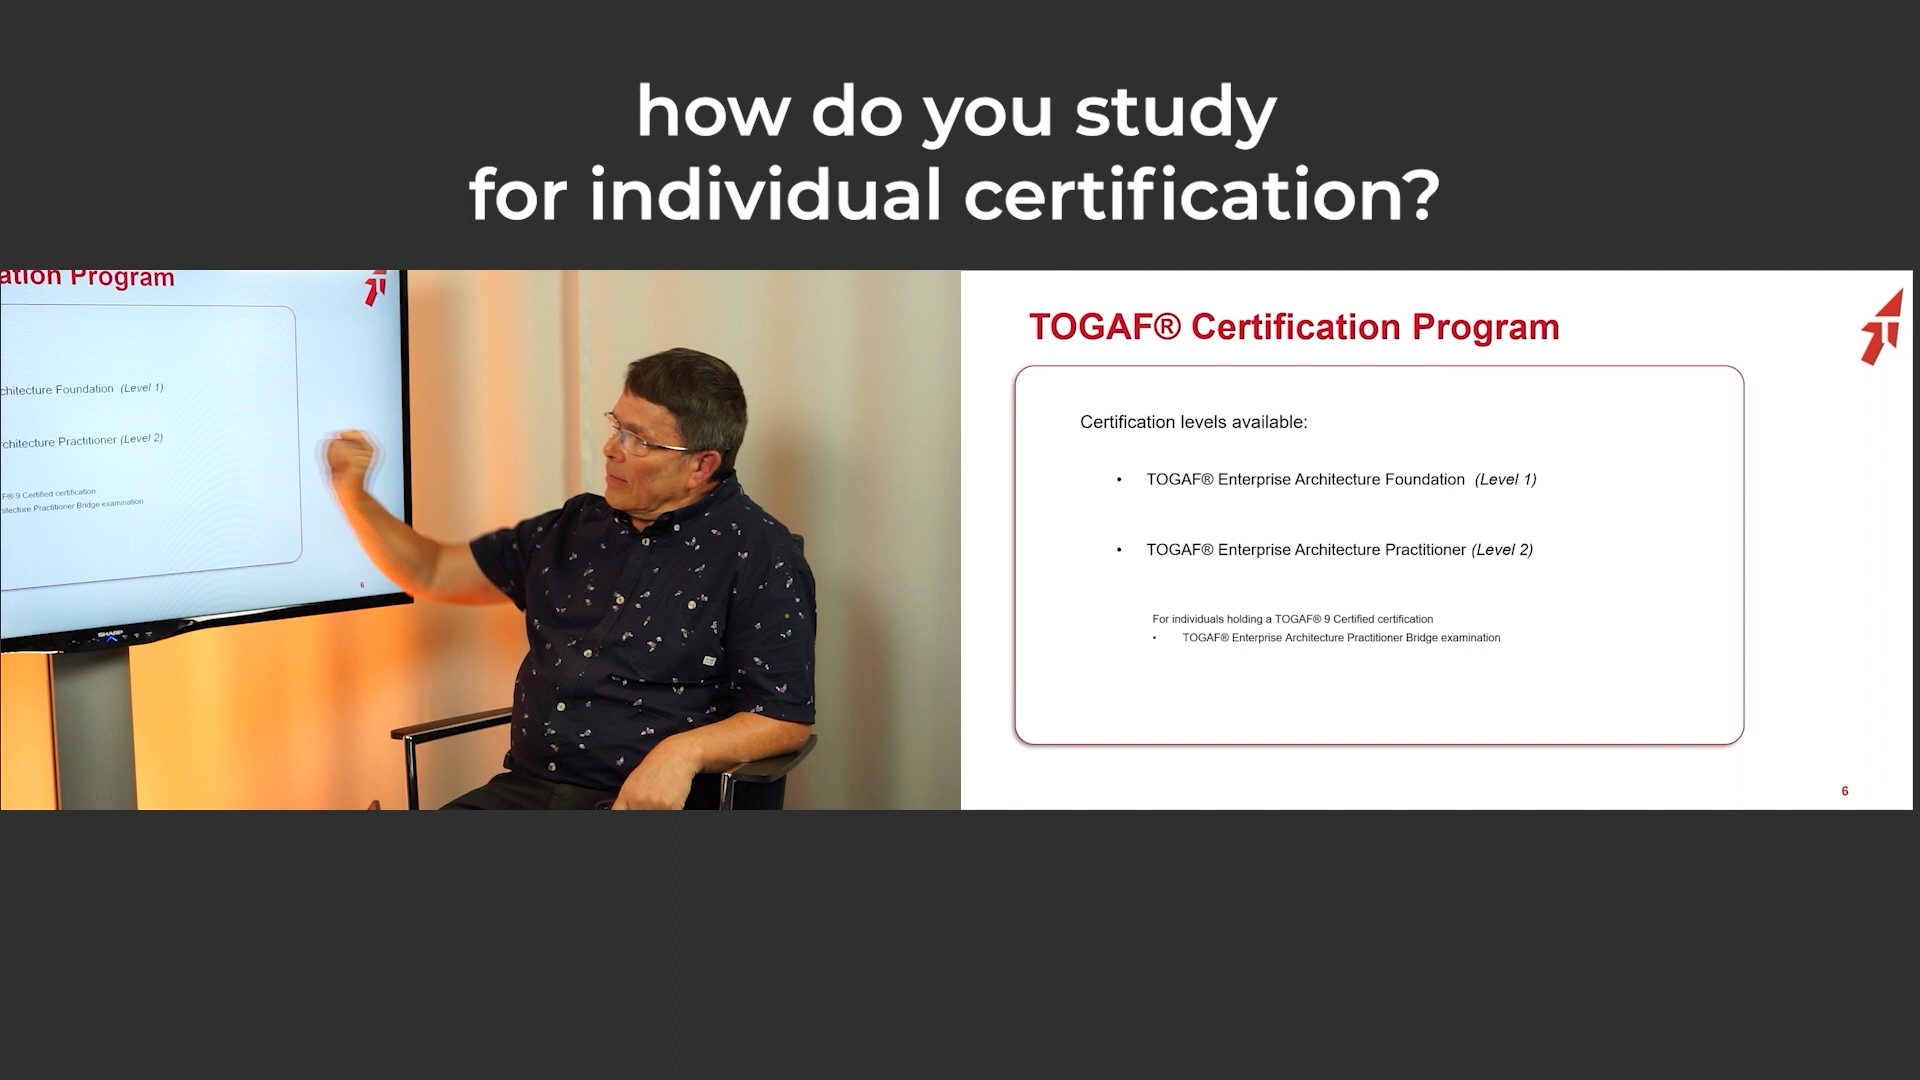 how do you study
for individual certification?
ation Program
chitecture Foundation (Level 1)
rchitecture Practitioner (Level 2)
F® 9 Certified certification
hitecture Practitioner Bridge examination
6
SHARP
TOGAF® Certification Program
Certification levels available:
• TOGAF® Enterprise Architecture Foundation (Level 1)
• TOGAF® Enterprise Architecture Practitioner (Level 2)
For individuals holding a TOGAF® 9 Certified certification
• TOGAF® Enterprise Architecture Practitioner Bridge examination
6